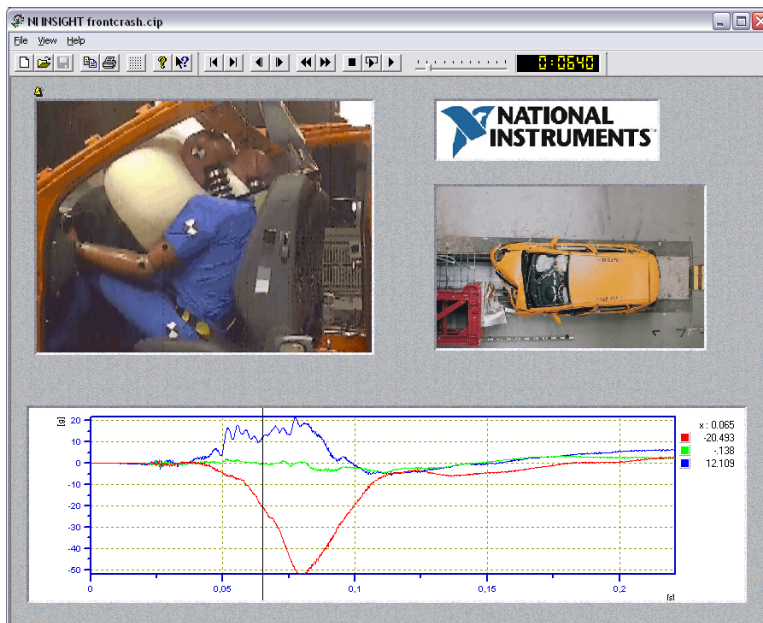 NI INSIGHT frontcrash.cip
File View Help
0:0640
NATIONAL
INSTRUMENTS
[g]
20
10
0
-10
-20
-30
-40
-50
0
0,05
0,1
0,15
0,2
[s]
x : 0.065
-20.493
-.138
12.109